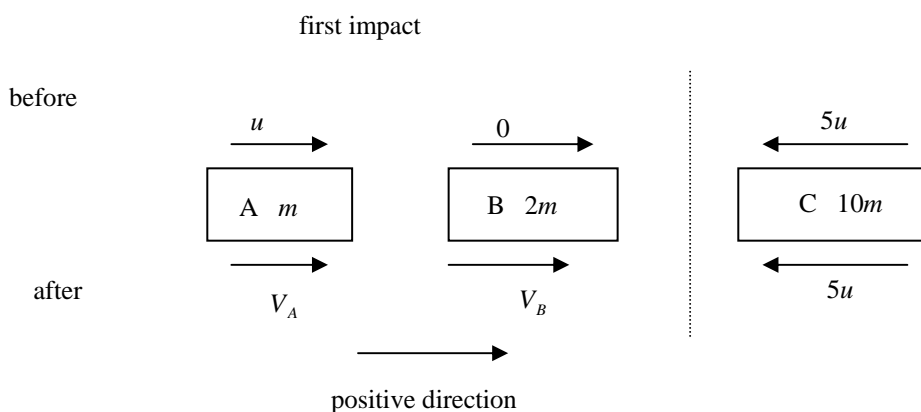 first impact
before
u 0 5u
A m B 2m C 10m
after
V_A V_B 5u
positive direction